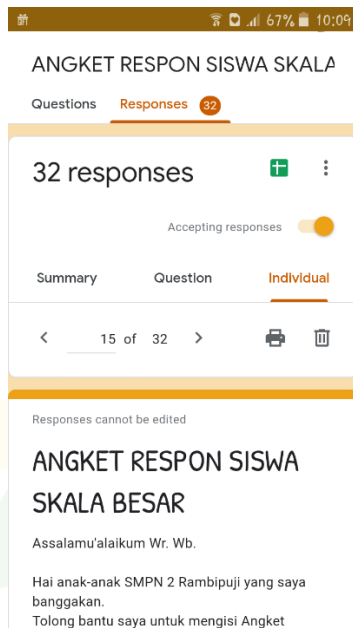 67% 10:09
ANGKET RESPON SISWA SKALA
Questions Responses 32
32 responses
Accepting responses
Summary Question Individual
15 of 32
Responses cannot be edited
ANGKET RESPON SISWA
SKALA BESAR
Assalamu'alaikum Wr. Wb.
Hai anak-anak SMPN 2 Rambipuji yang saya
banggakan.
Tolong bantu saya untuk mengisi Angket